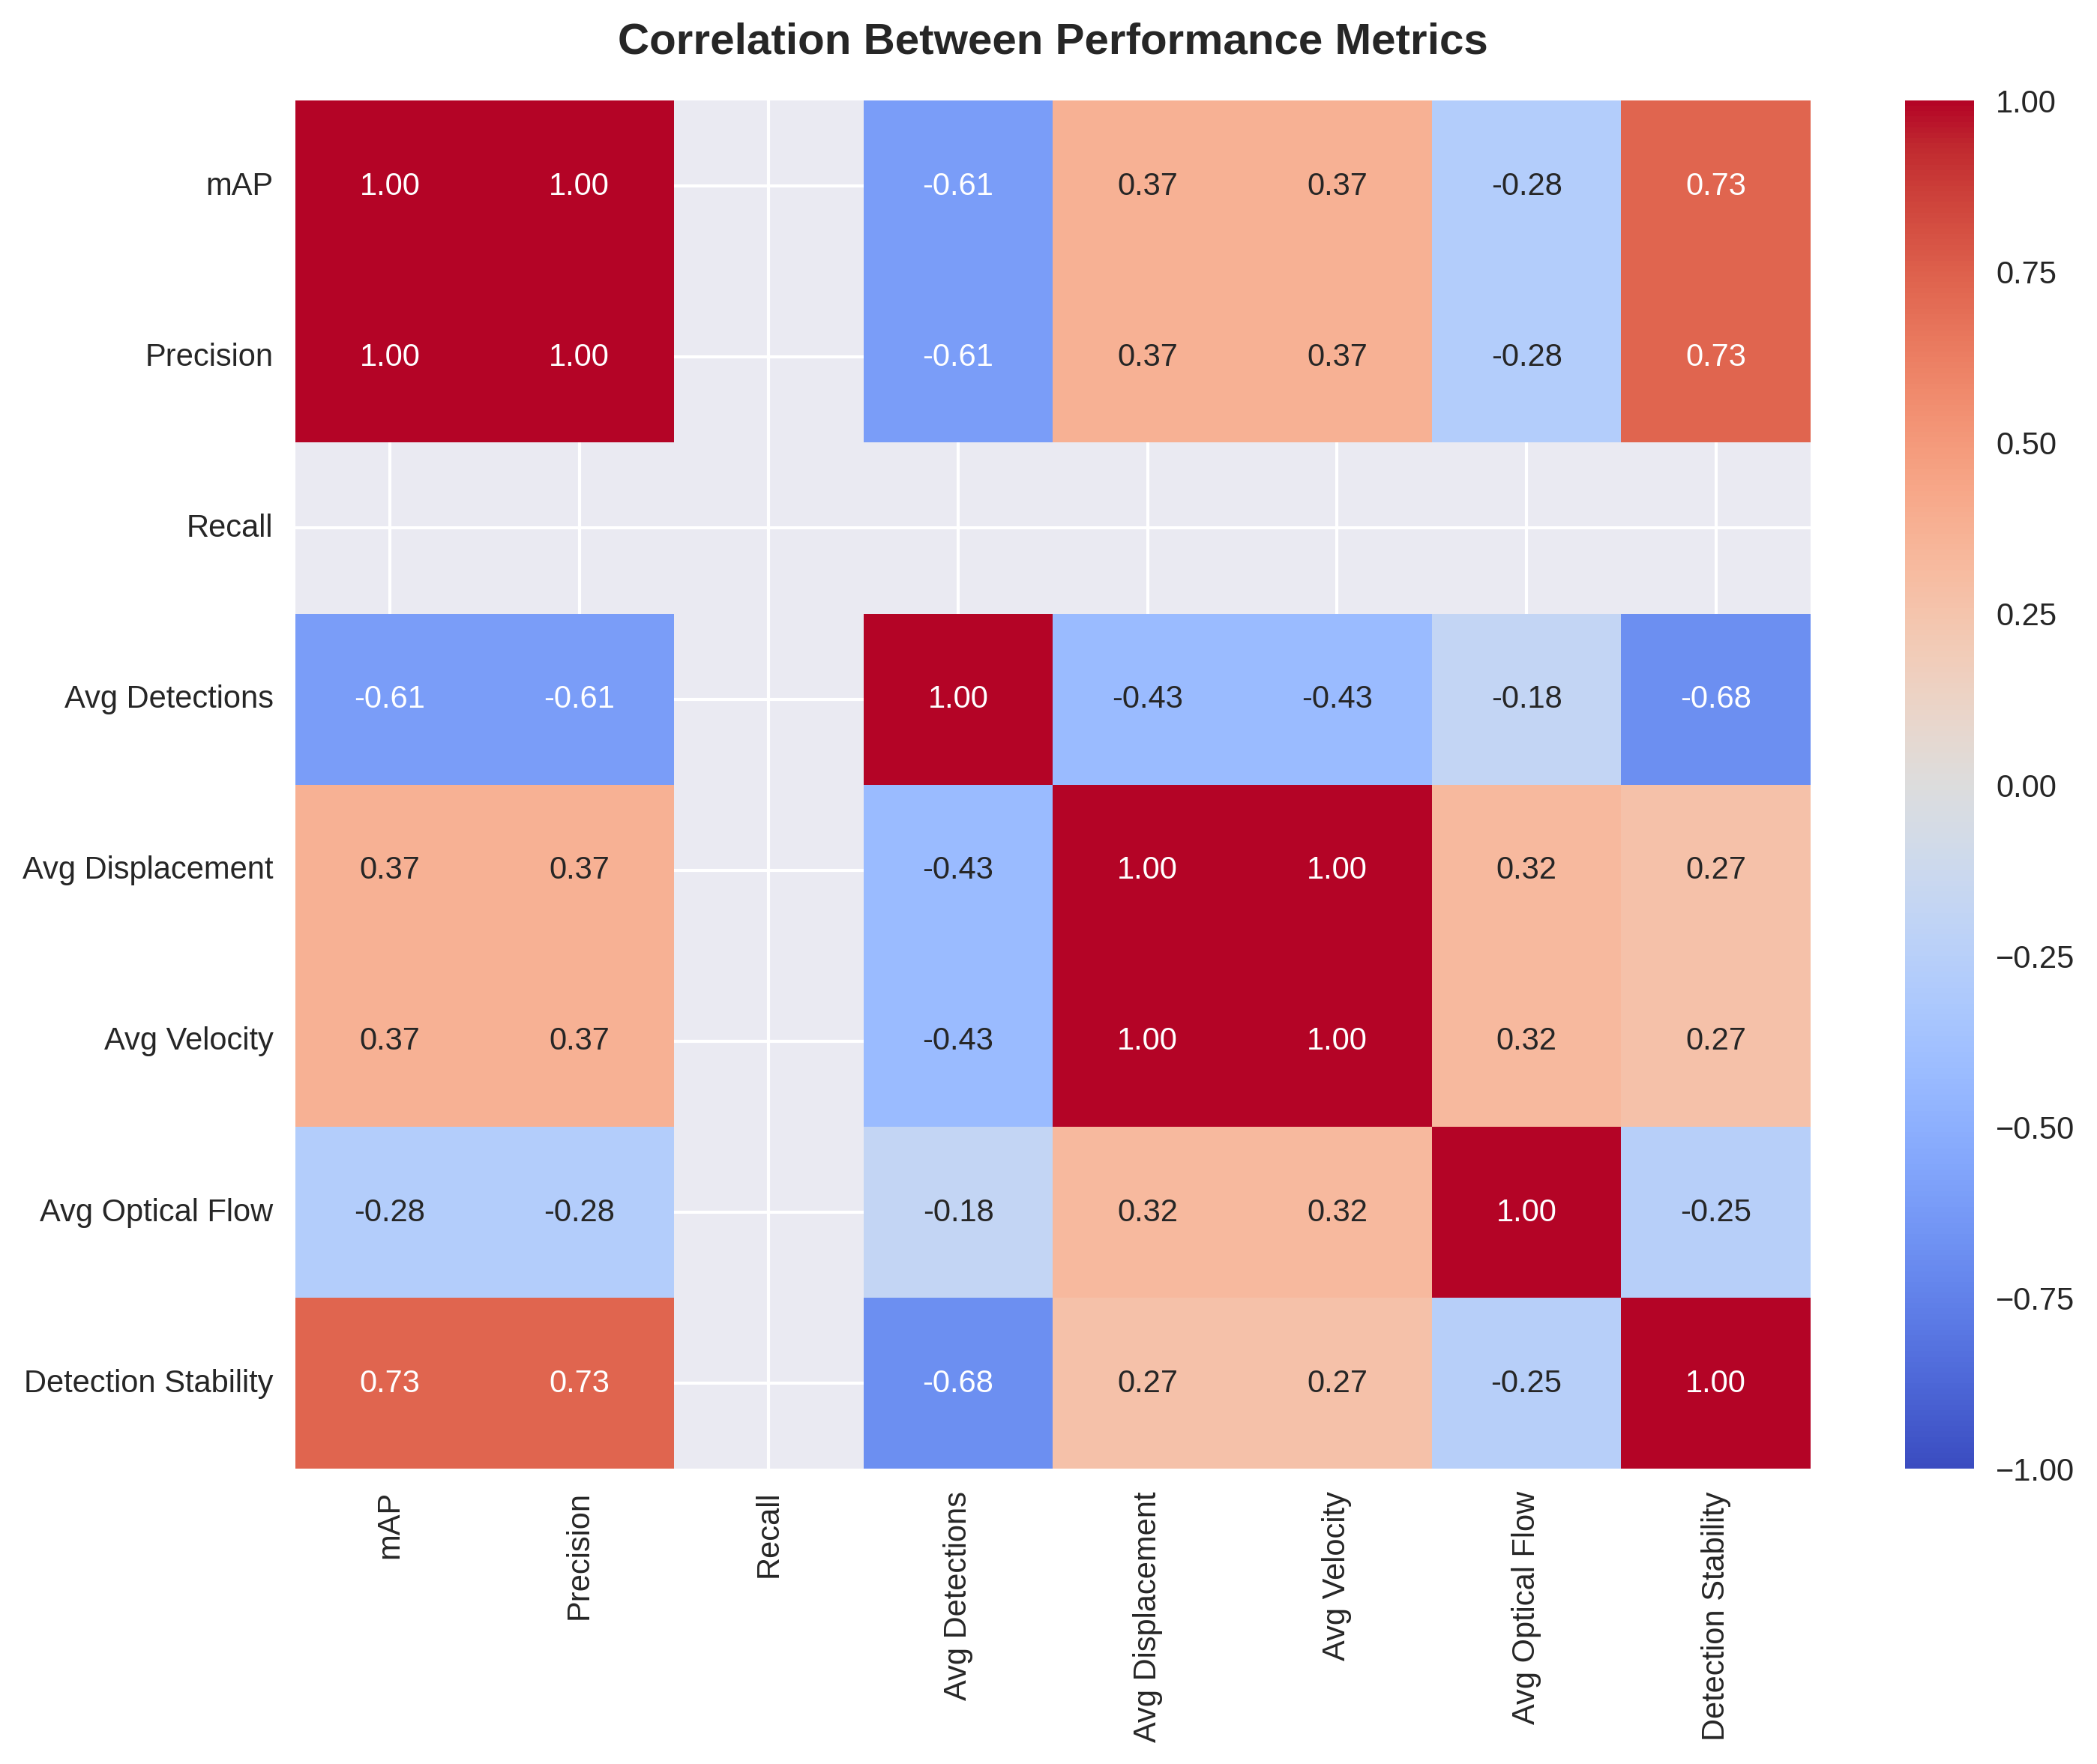 Correlation Between Performance Metrics
mAP 1.00 1.00 -0.61 0.37 0.37 -0.28 0.73
Precision 1.00 1.00 -0.61 0.37 0.37 -0.28 0.73
Recall
Avg Detections -0.61 -0.61 1.00 -0.43 -0.43 -0.18 -0.68
Avg Displacement 0.37 0.37 -0.43 1.00 1.00 0.32 0.27
Avg Velocity 0.37 0.37 -0.43 1.00 1.00 0.32 0.27
Avg Optical Flow -0.28 -0.28 -0.18 0.32 0.32 1.00 -0.25
Detection Stability 0.73 0.73 -0.68 0.27 0.27 -0.25 1.00
mAP
Precision
Recall
Avg Detections
Avg Displacement
Avg Velocity
Avg Optical Flow
Detection Stability
1.00
0.75
0.50
0.25
0.00
−0.25
−0.50
−0.75
−1.00